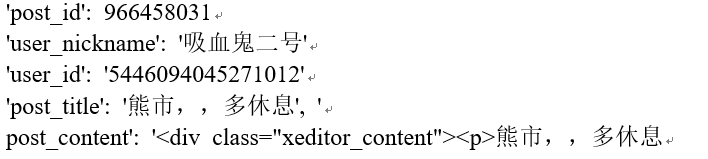 'post_id': 966458031
'user_nickname': '吸血鬼二号'
'user_id': '5446094045271012'
'post_title': '熊市，，多休息', '
post_content': '<div class="xeditor_content"><p>熊市，，多休息